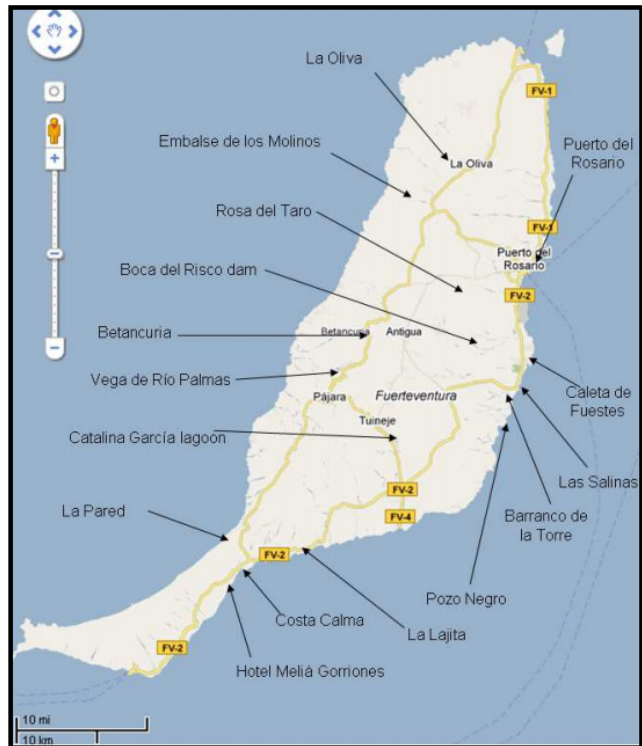 La Oliva
FV-1
Embalse de los Molinos
Puerto del
Rosario
La Oliva
Rosa del Taro
FV-1
Puerto del
Rosario
Boca del Risco dam
FV-2
Betancuria
Betancuria
Antigua
Vega de Río Palmas
Caleta de
Fuestes
Pájara
Fuerteventura
Tuineje
Catalina García lagoon
Las Salinas
FV-2
Barranco de
la Torre
La Pared
FV-4
FV-2
Pozo Negro
Costa Calma
La Lajita
FV-2
Hotel Meliá Gorriones
10 mi
10 km